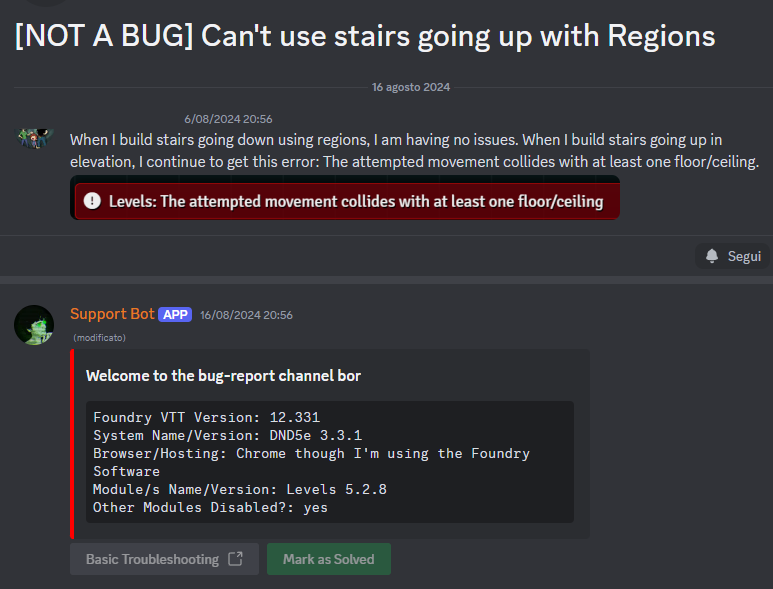 [NOT A BUG] Can't use stairs going up with Regions
16 agosto 2024
6/08/2024 20:56
When I build stairs going down using regions, I am having no issues. When I build stairs going up in
elevation, I continue to get this error: The attempted movement collides with at least one floor/ceiling.
Levels: The attempted movement collides with at least one floor/ceiling
Segui
Support Bot APP 16/08/2024 20:56
(modificato)
Welcome to the bug-report channel bor
Foundry VTT Version: 12.331
System Name/Version: DND5e 3.3.1
Browser/Hosting: Chrome though I'm using the Foundry
Software
Module/s Name/Version: Levels 5.2.8
Other Modules Disabled?: yes
Basic Troubleshooting
Mark as Solved